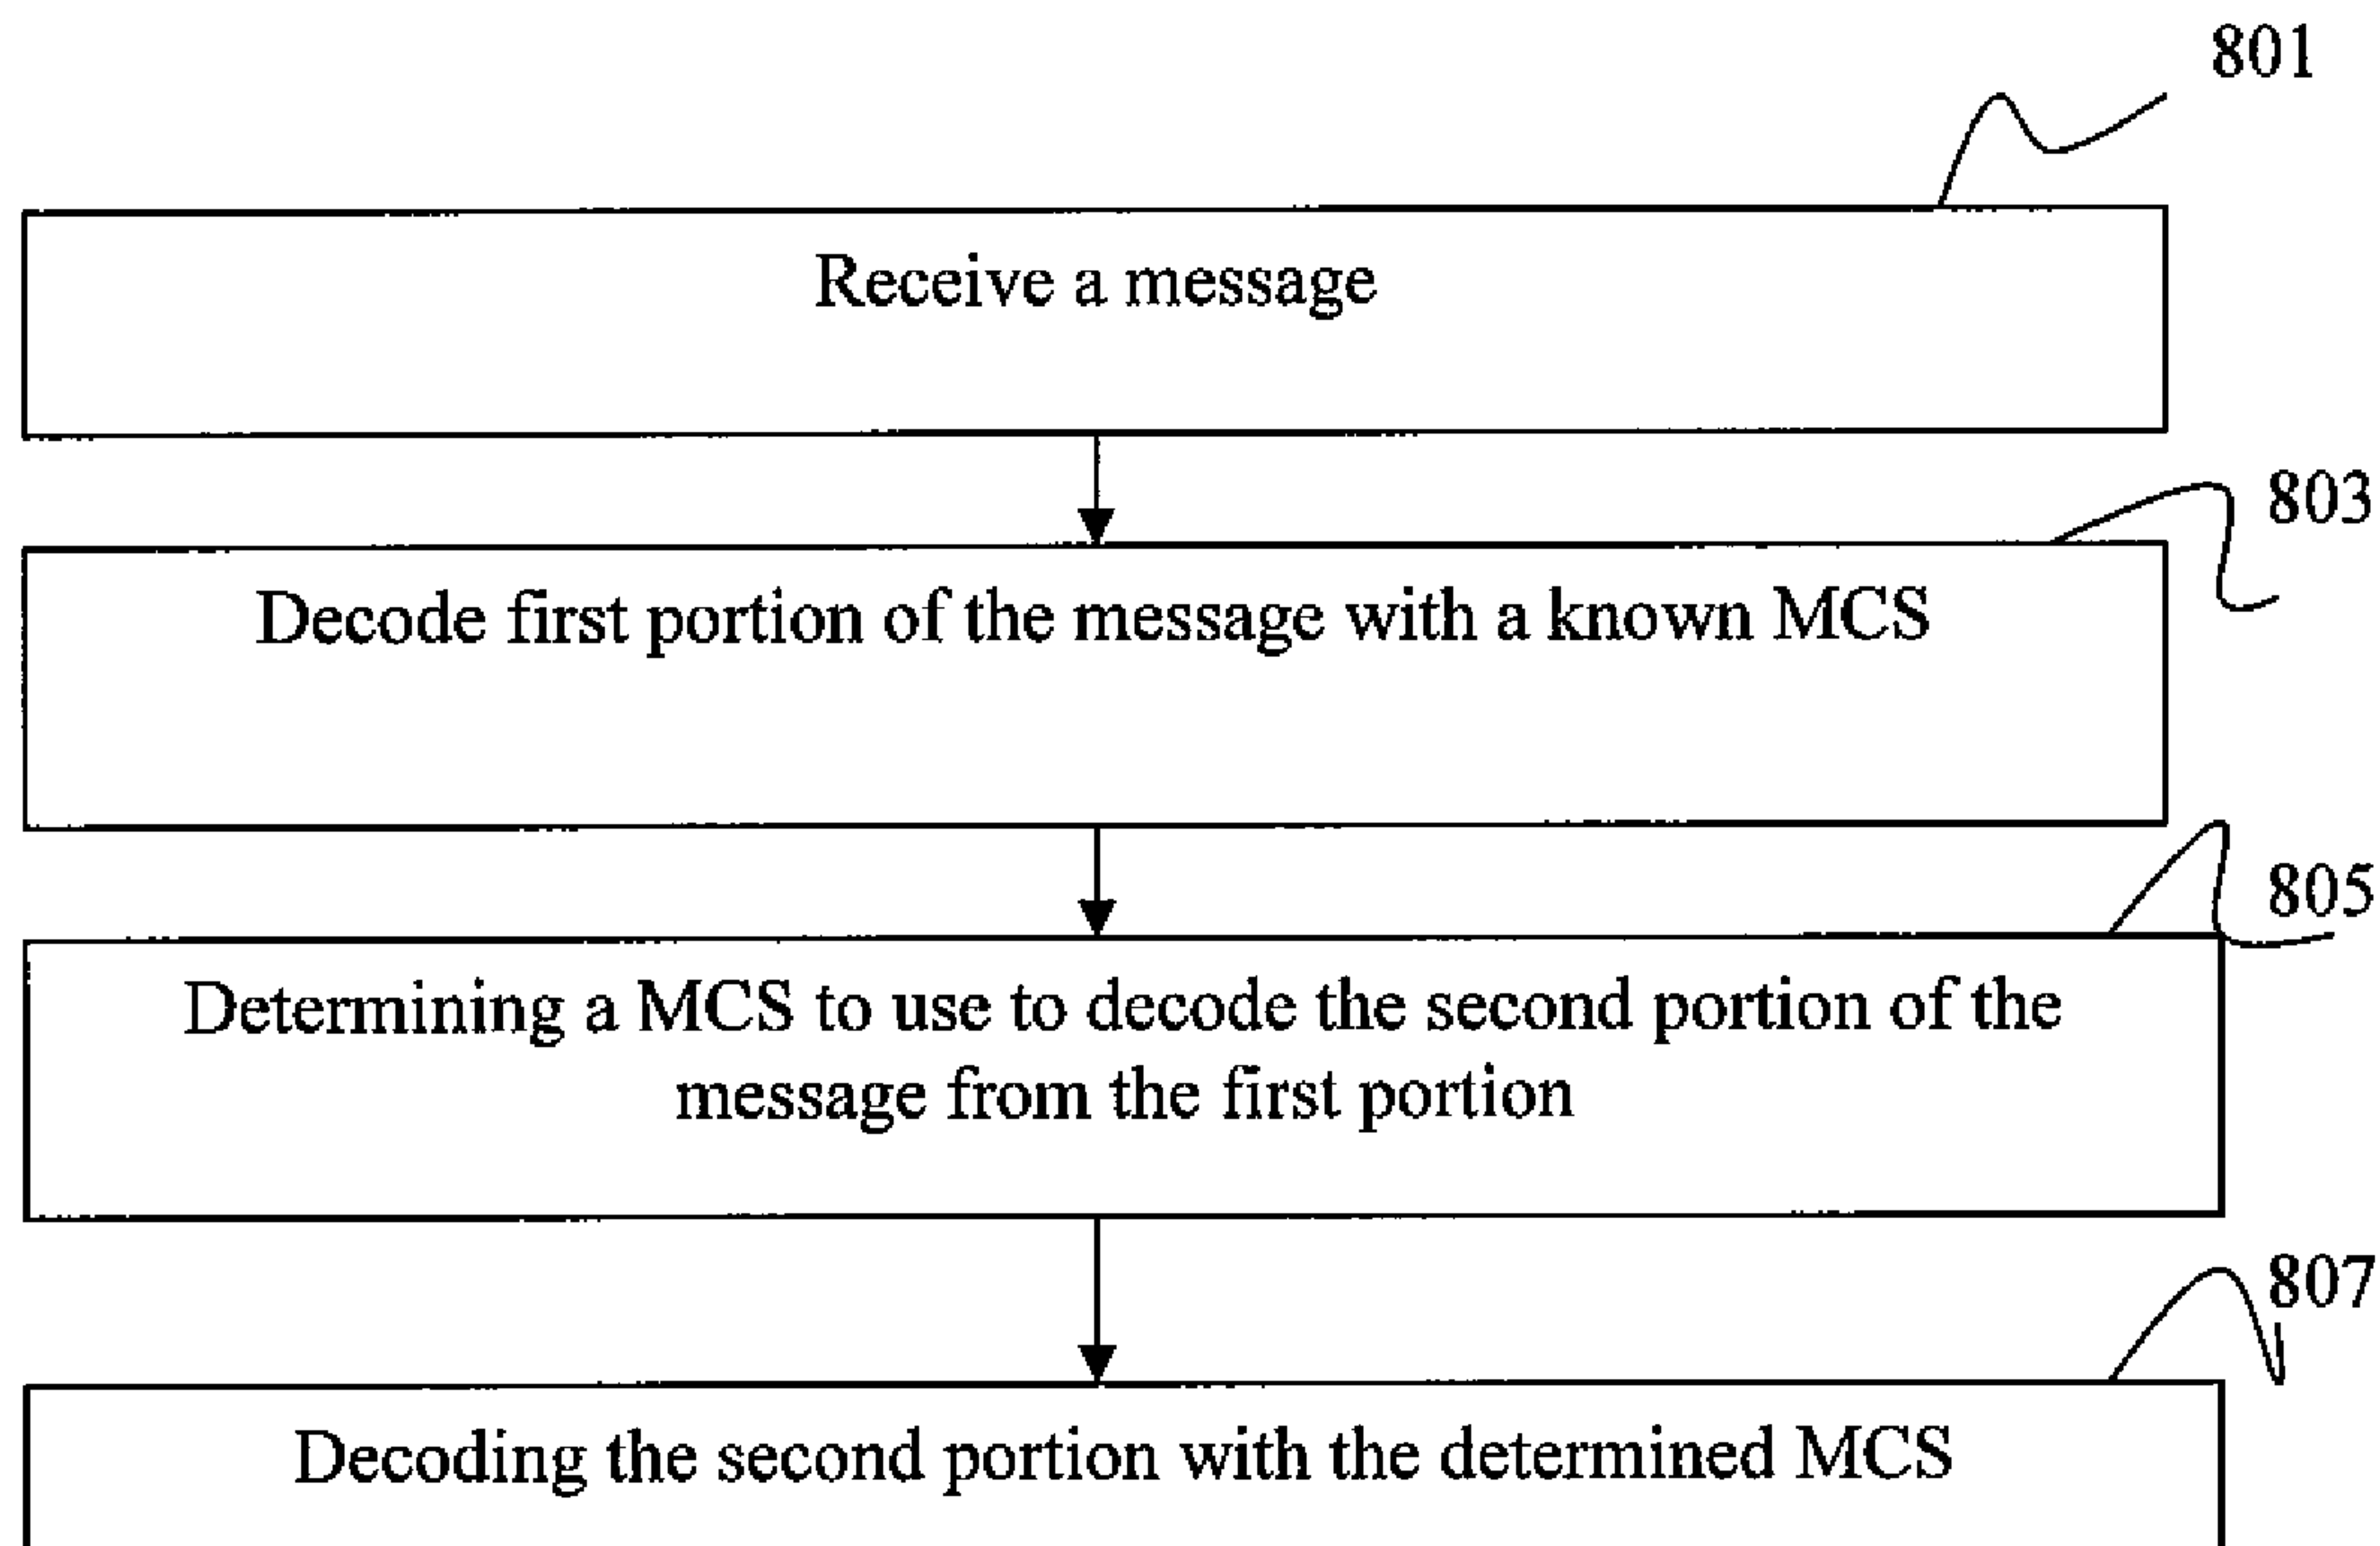 801
Receive a message
803
Decode first portion of the message with a known MCS
805
Determining a MCS to use to decode the second portion of the
message from the first portion
807
Decoding the second portion with the determined MCS